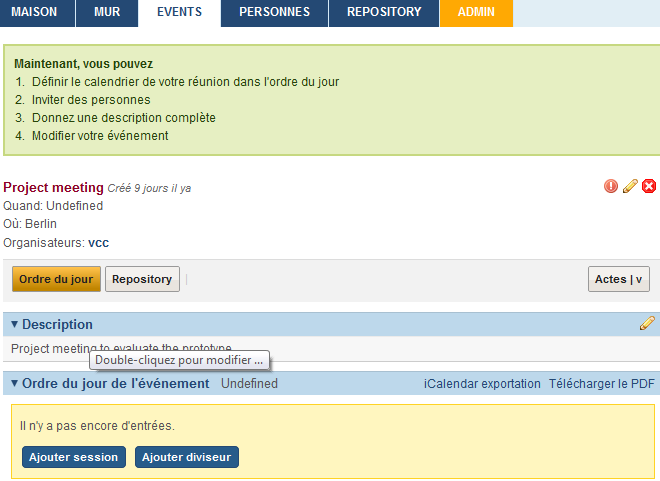 MAISON MUR EVENTS PERSONNES REPOSITORY ADMIN
Maintenant, vous pouvez
1. Définir le calendrier de votre réunion dans l'ordre du jour
2. Inviter des personnes
3. Donnez une description complète
4. Modifier votre événement
Project meeting Créé 9 jours il ya
Quand: Undefined
Où: Berlin
Organisateurs: vcc
Ordre du jour Repository | Actes | v
▼ Description
Project meeting to evaluate the prototype
Double-cliquez pour modifier ...
▼ Ordre du jour de l'événement Undefined iCalendar exportation Télécharger le PDF
Il n'y a pas encore d'entrées.
Ajouter session Ajouter diviseur